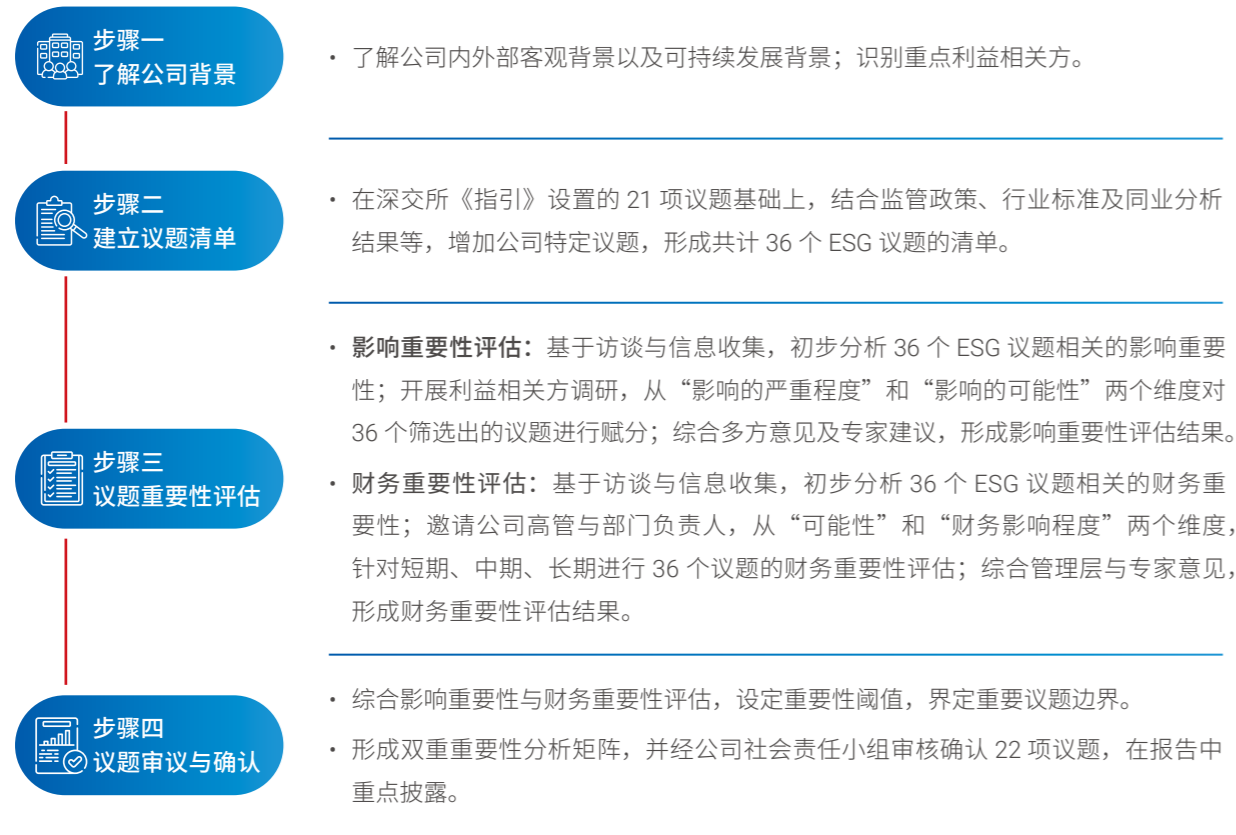 步骤一
了解公司背景
· 了解公司内外部客观背景以及可持续发展背景；识别重点利益相关方。
步骤二
建立议题清单
· 在深交所《指引》设置的 21 项议题基础上，结合监管政策、行业标准及同业分析
结果等，增加公司特定议题，形成共计 36 个 ESG 议题的清单。
步骤三
议题重要性评估
· 影响重要性评估：基于访谈与信息收集，初步分析 36 个 ESG 议题相关的影响重要
性；开展利益相关方调研，从“影响的严重程度”和“影响的可能性”两个维度对
36 个筛选出的议题进行赋分；综合多方意见及专家建议，形成影响重要性评估结果。
· 财务重要性评估：基于访谈与信息收集，初步分析 36 个 ESG 议题相关的财务重
要性；邀请公司高管与部门负责人，从“可能性”和“财务影响程度”两个维度，
针对短期、中期、长期进行 36 个议题的财务重要性评估；综合管理层与专家意见，
形成财务重要性评估结果。
步骤四
议题审议与确认
· 综合影响重要性与财务重要性评估，设定重要性阈值，界定重要议题边界。
· 形成双重重要性分析矩阵，并经公司社会责任小组审核确认 22 项议题，在报告中
重点披露。